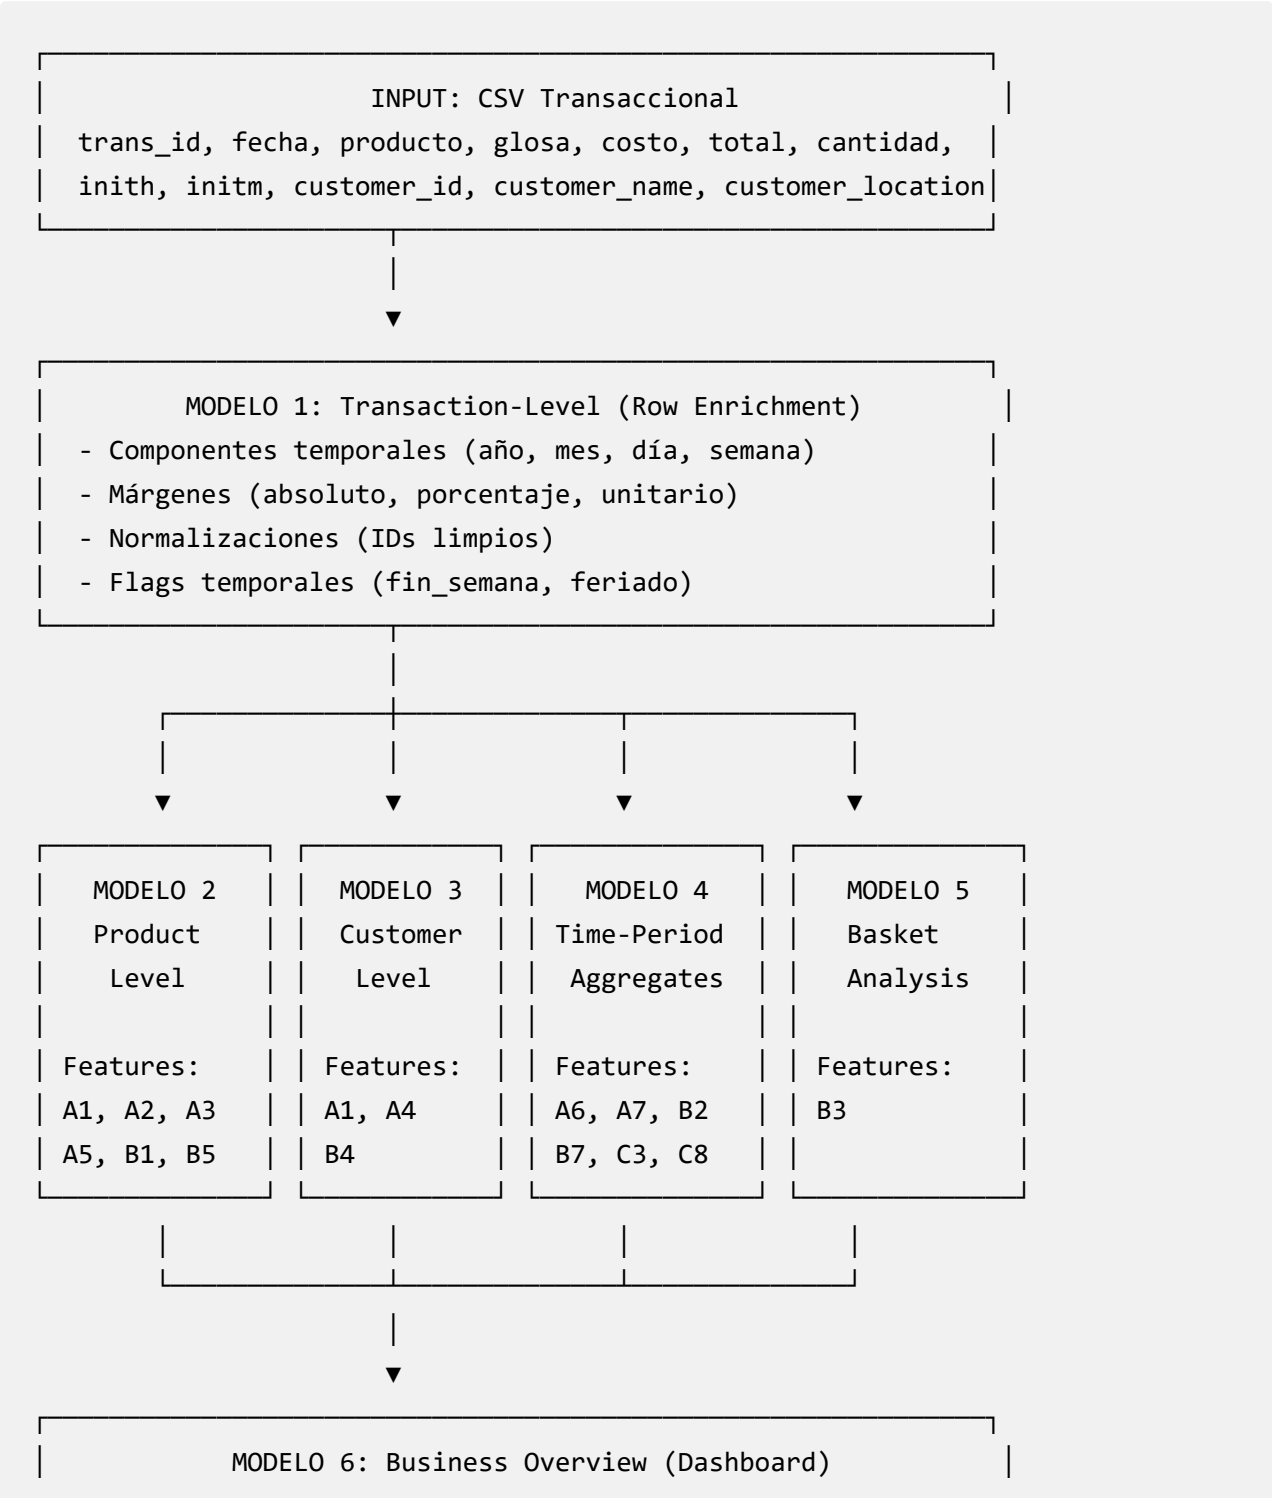 INPUT: CSV Transaccional
trans_id, fecha, producto, glosa, costo, total, cantidad,
inith, initm, customer_id, customer_name, customer_location
MODELO 1: Transaction-Level (Row Enrichment)
- Componentes temporales (año, mes, día, semana)
- Márgenes (absoluto, porcentaje, unitario)
- Normalizaciones (IDs limpios)
- Flags temporales (fin_semana, feriado)
MODELO 2
Product
Level
Features:
A1, A2, A3
A5, B1, B5
MODELO 3
Customer
Level
Features:
A1, A4
B4
MODELO 4
Time-Period
Aggregates
Features:
A6, A7, B2
B7, C3, C8
MODELO 5
Basket
Analysis
Features:
B3
MODELO 6: Business Overview (Dashboard)